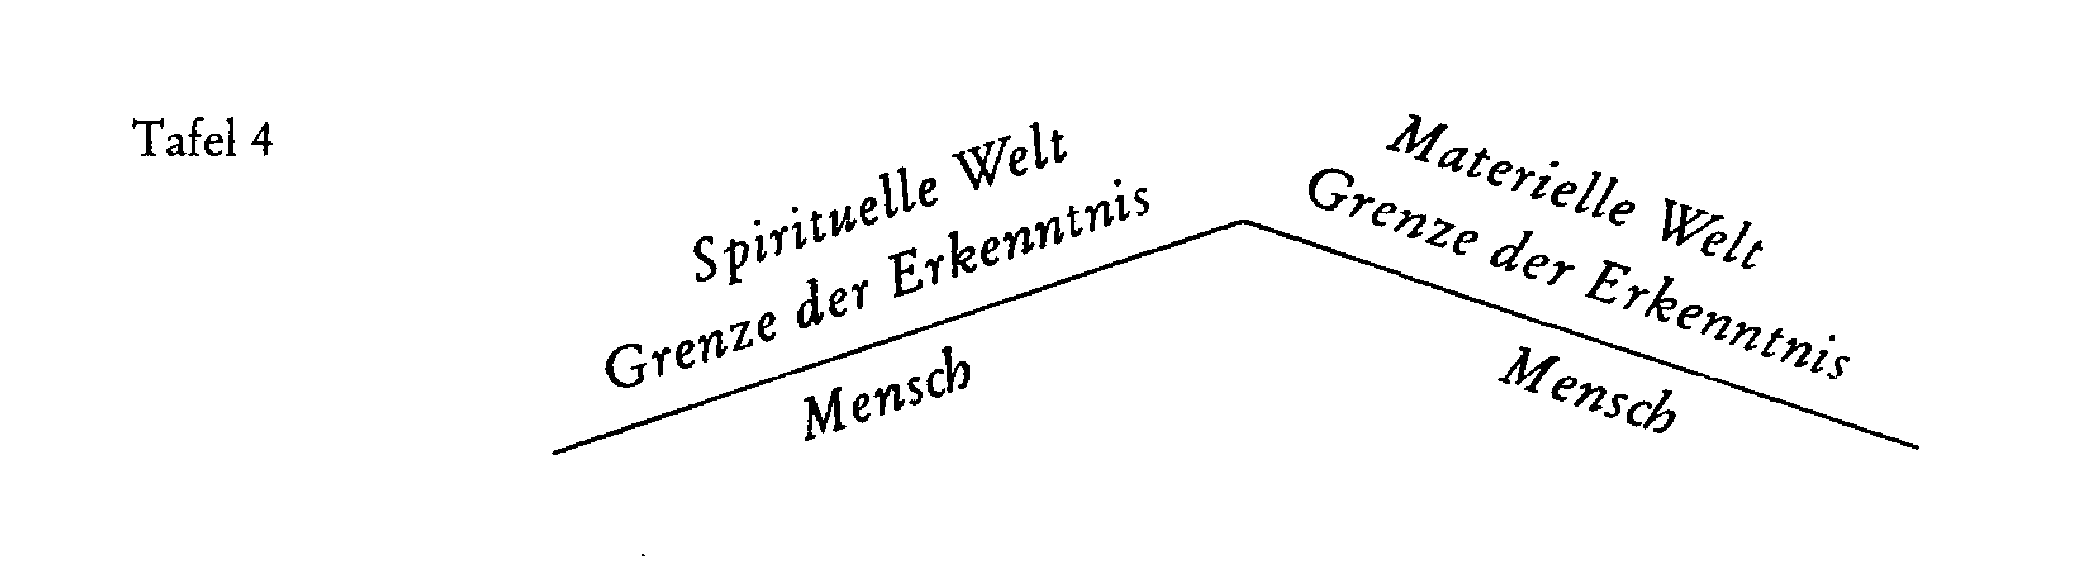 Tafel 4
Spirituelle Welt
Grenze der Erkenntnis
Mensch
Materielle Welt
Grenze der Erkenntnis
Mensch